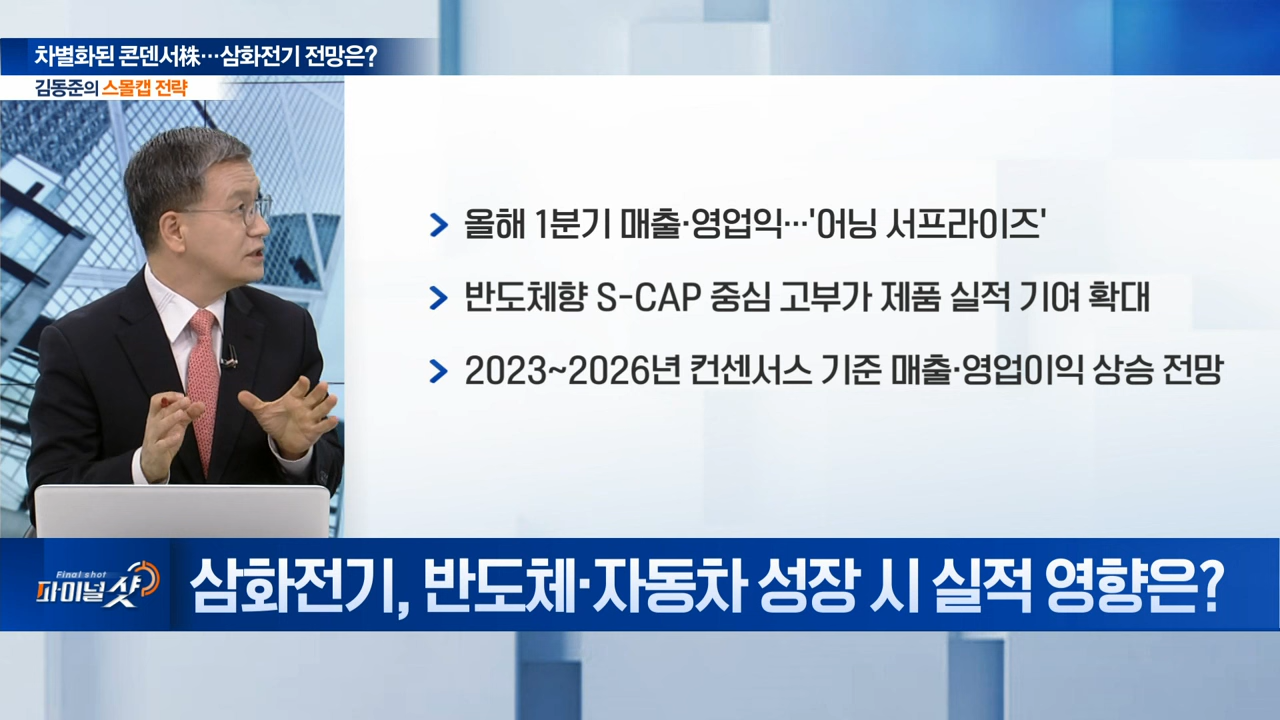 차별화된 콘덴서株…삼화전기 전망은?
김동준의 스몰캡 전략
올해 1분기 매출·영업익…'어닝 서프라이즈'
반도체향 S-CAP 중심 고부가 제품 실적 기여 확대
2023~2026년 컨센서스 기준 매출·영업이익 상승 전망
Final shot
파이널샷
삼화전기, 반도체·자동차 성장 시 실적 영향은?